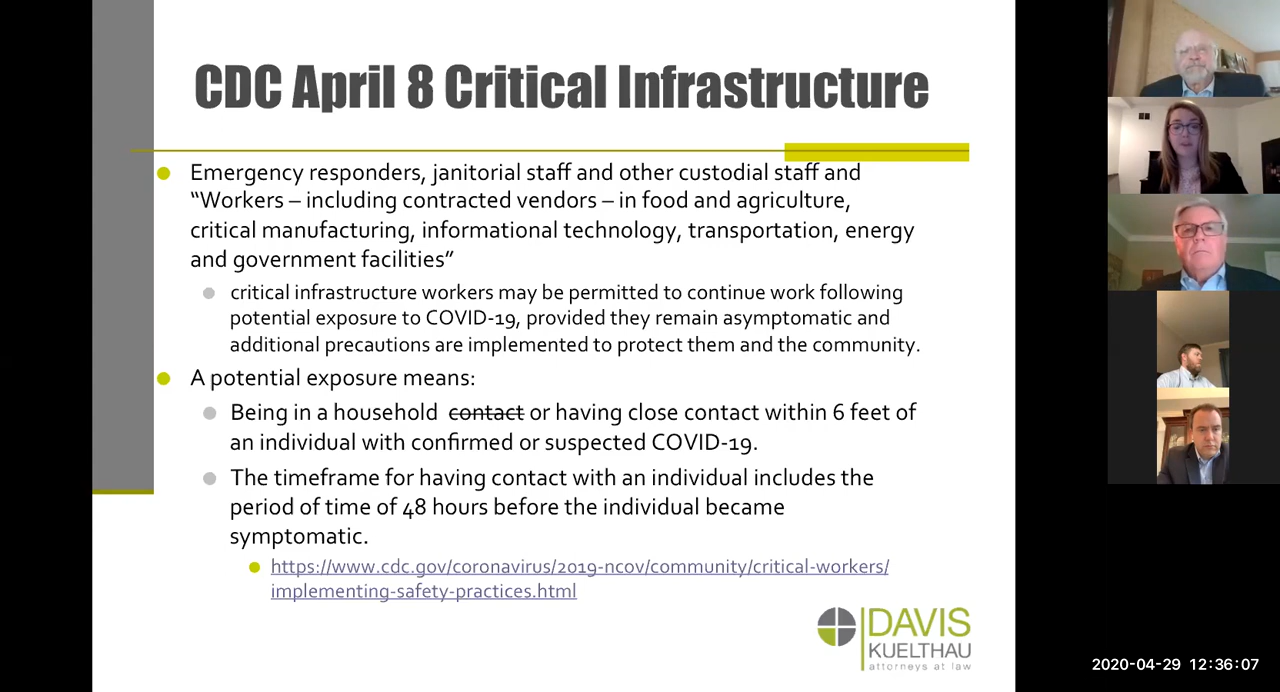 CDC April 8 Critical Infrastructure
Emergency responders, janitorial staff and other custodial staff and
“Workers – including contracted vendors – in food and agriculture,
critical manufacturing, informational technology, transportation, energy
and government facilities”
critical infrastructure workers may be permitted to continue work following
potential exposure to COVID-19, provided they remain asymptomatic and
additional precautions are implemented to protect them and the community.
A potential exposure means:
Being in a household contact or having close contact within 6 feet of
an individual with confirmed or suspected COVID-19.
The timeframe for having contact with an individual includes the
period of time of 48 hours before the individual became
symptomatic.
https://www.cdc.gov/coronavirus/2019-ncov/community/critical-workers/
implementing-safety-practices.html
DAVIS
KUELTHAU
attorneys at law
2020-04-29 12:36:07